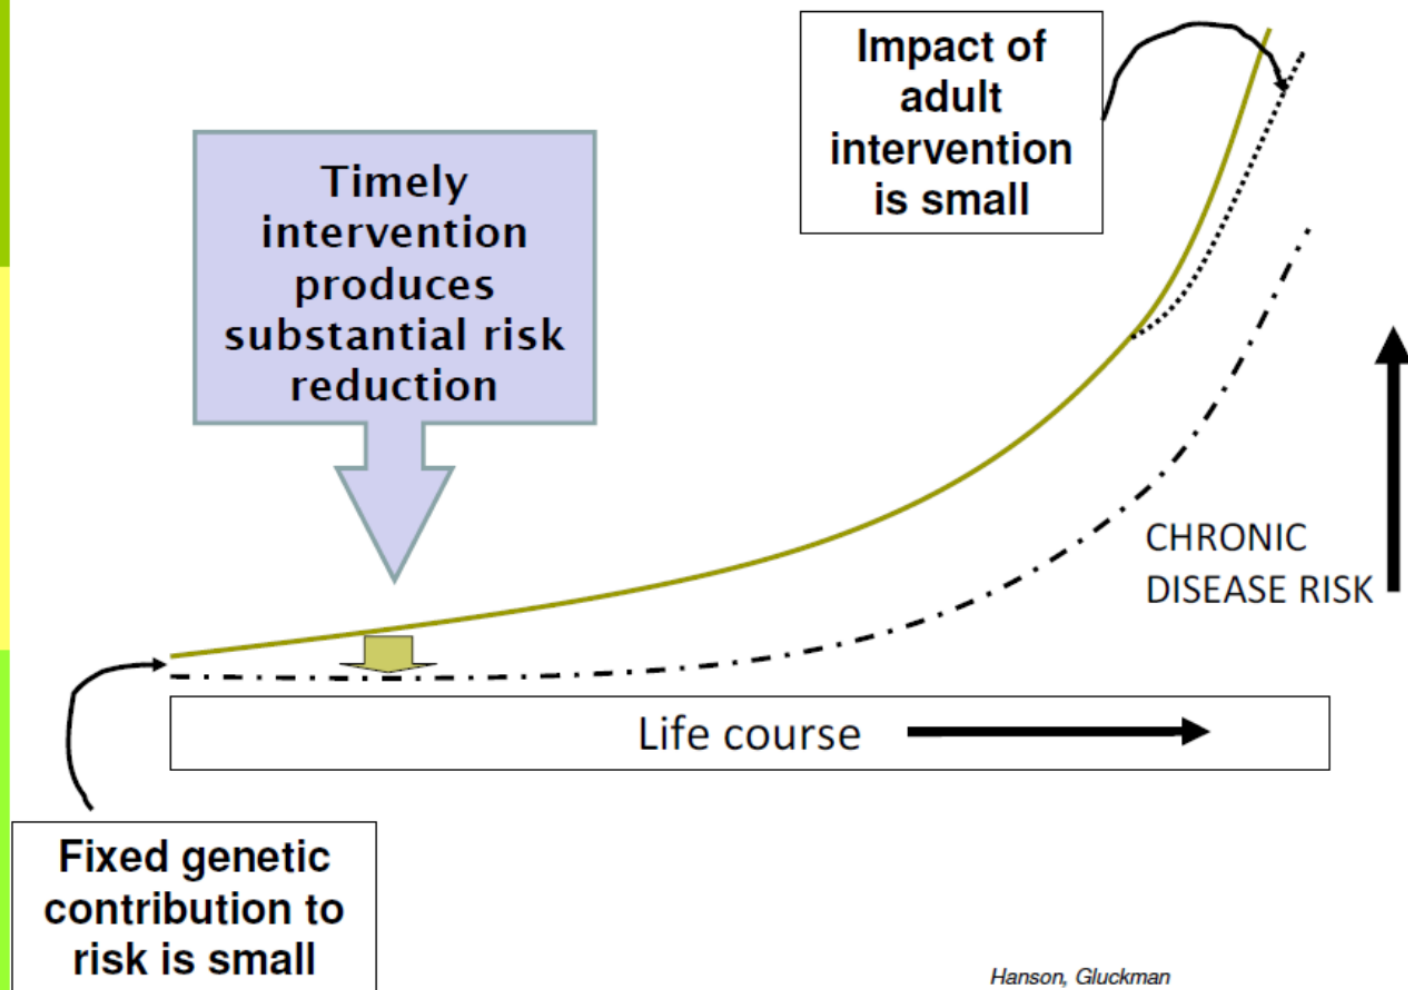 Impact of
adult
intervention
is small
Timely
intervention
produces
substantial risk
reduction
CHRONIC
DISEASE RISK
Life course
Fixed genetic
contribution to
risk is small
Hanson, Gluckman